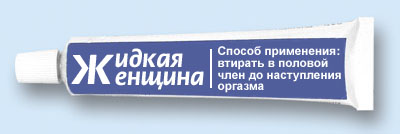 Жидкая
Женщина
Способ применения:
втирать в половой
член до наступления
оргазма